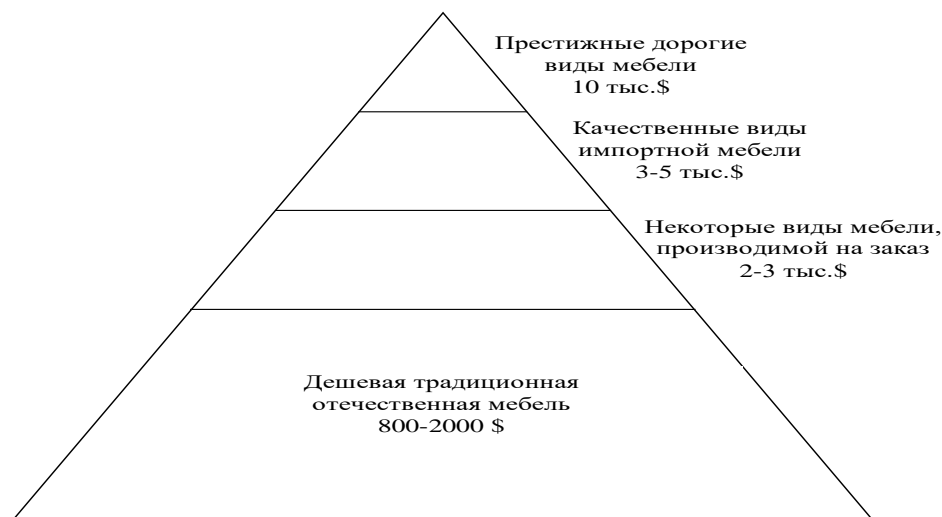 Престижные дорогие
виды мебели
10 тыс.$
Качественные виды
импортной мебели
3-5 тыс.$
Некоторые виды мебели,
производимой на заказ
2-3 тыс.$
Дешевая традиционная
отечественная мебель
800-2000 $